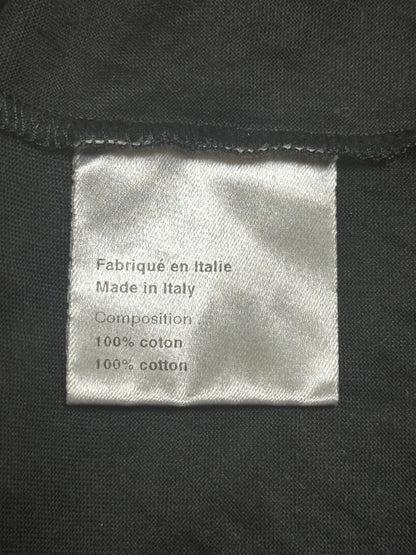 Fabriqué en Italie
Made in Italy
Composition :
100% coton
100% cotton